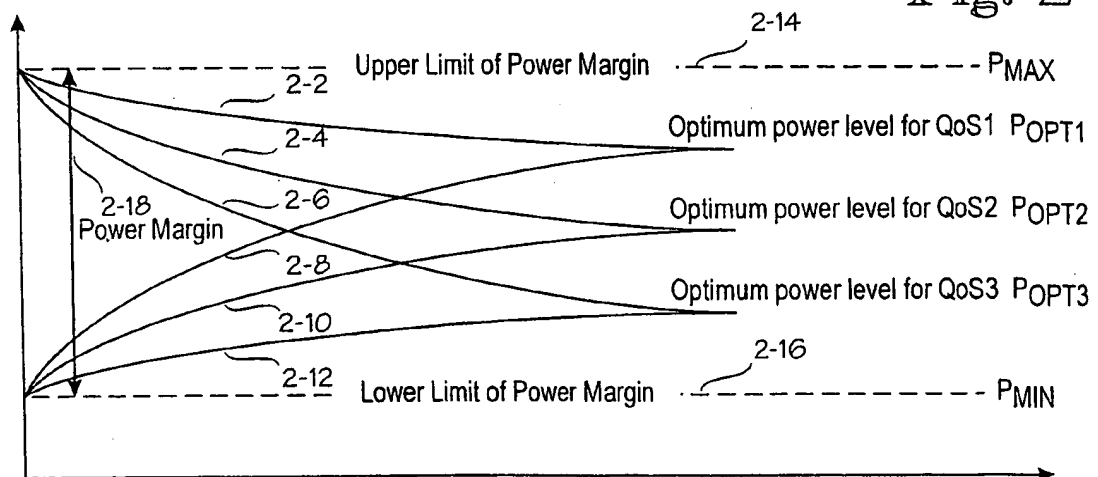 Fig. 2
2-14
Upper Limit of Power Margin
PMAX
2-2
Optimum power level for QoS1 POPT1
2-4
2-6
2-18
Power Margin
Optimum power level for QoS2 POPT2
2-8
Optimum power level for QoS3 POPT3
2-10
2-12
2-16
Lower Limit of Power Margin
PMIN